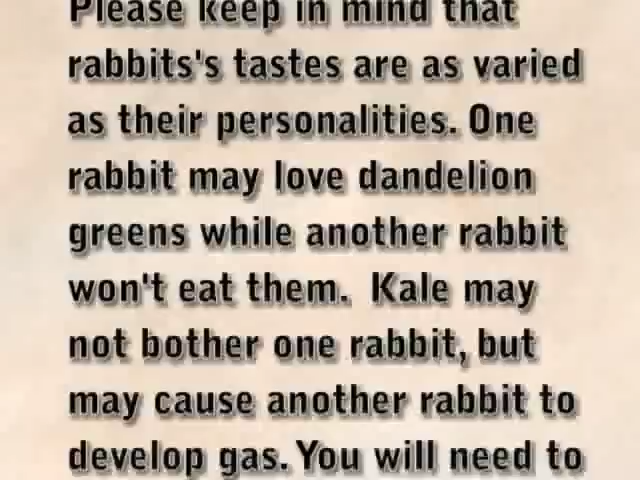 Please keep in mind that
rabbits's tastes are as varied
as their personalities. One
rabbit may love dandelion
greens while another rabbit
won't eat them.  Kale may
not bother one rabbit, but
may cause another rabbit to
develop gas. You will need to